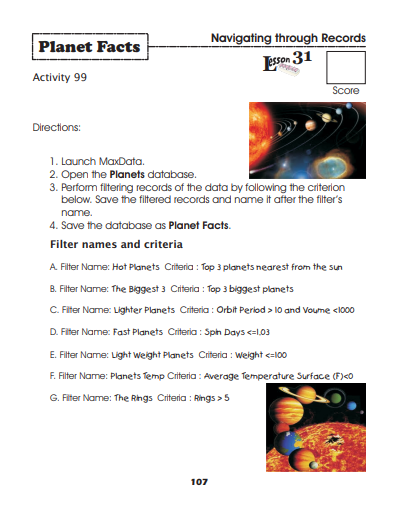 Planet Facts
Navigating through Records
Lesson 31
Score
Activity 99
Directions:
1. Launch MaxData.
2. Open the Planets database.
3. Perform filtering records of the data by following the criterion
below. Save the filtered records and name it after the filter's
name.
4. Save the database as Planet Facts.
Filter names and criteria
A. Filter Name: Hot Planets Criteria : Top 3 planets nearest from the sun
B. Filter Name: The Biggest 3 Criteria : Top 3 biggest planets
C. Filter Name: Lighter Planets Criteria : Orbit Period > 10 and Voume <1000
D. Filter Name: Fast Planets Criteria : Spin Days <=1.03
E. Filter Name: Light Weight Planets Criteria : Weight <=100
F. Filter Name: Planets Temp Criteria : Average Temperature Surface (F)<0
G. Filter Name: The Rings Criteria : Rings > 5
107